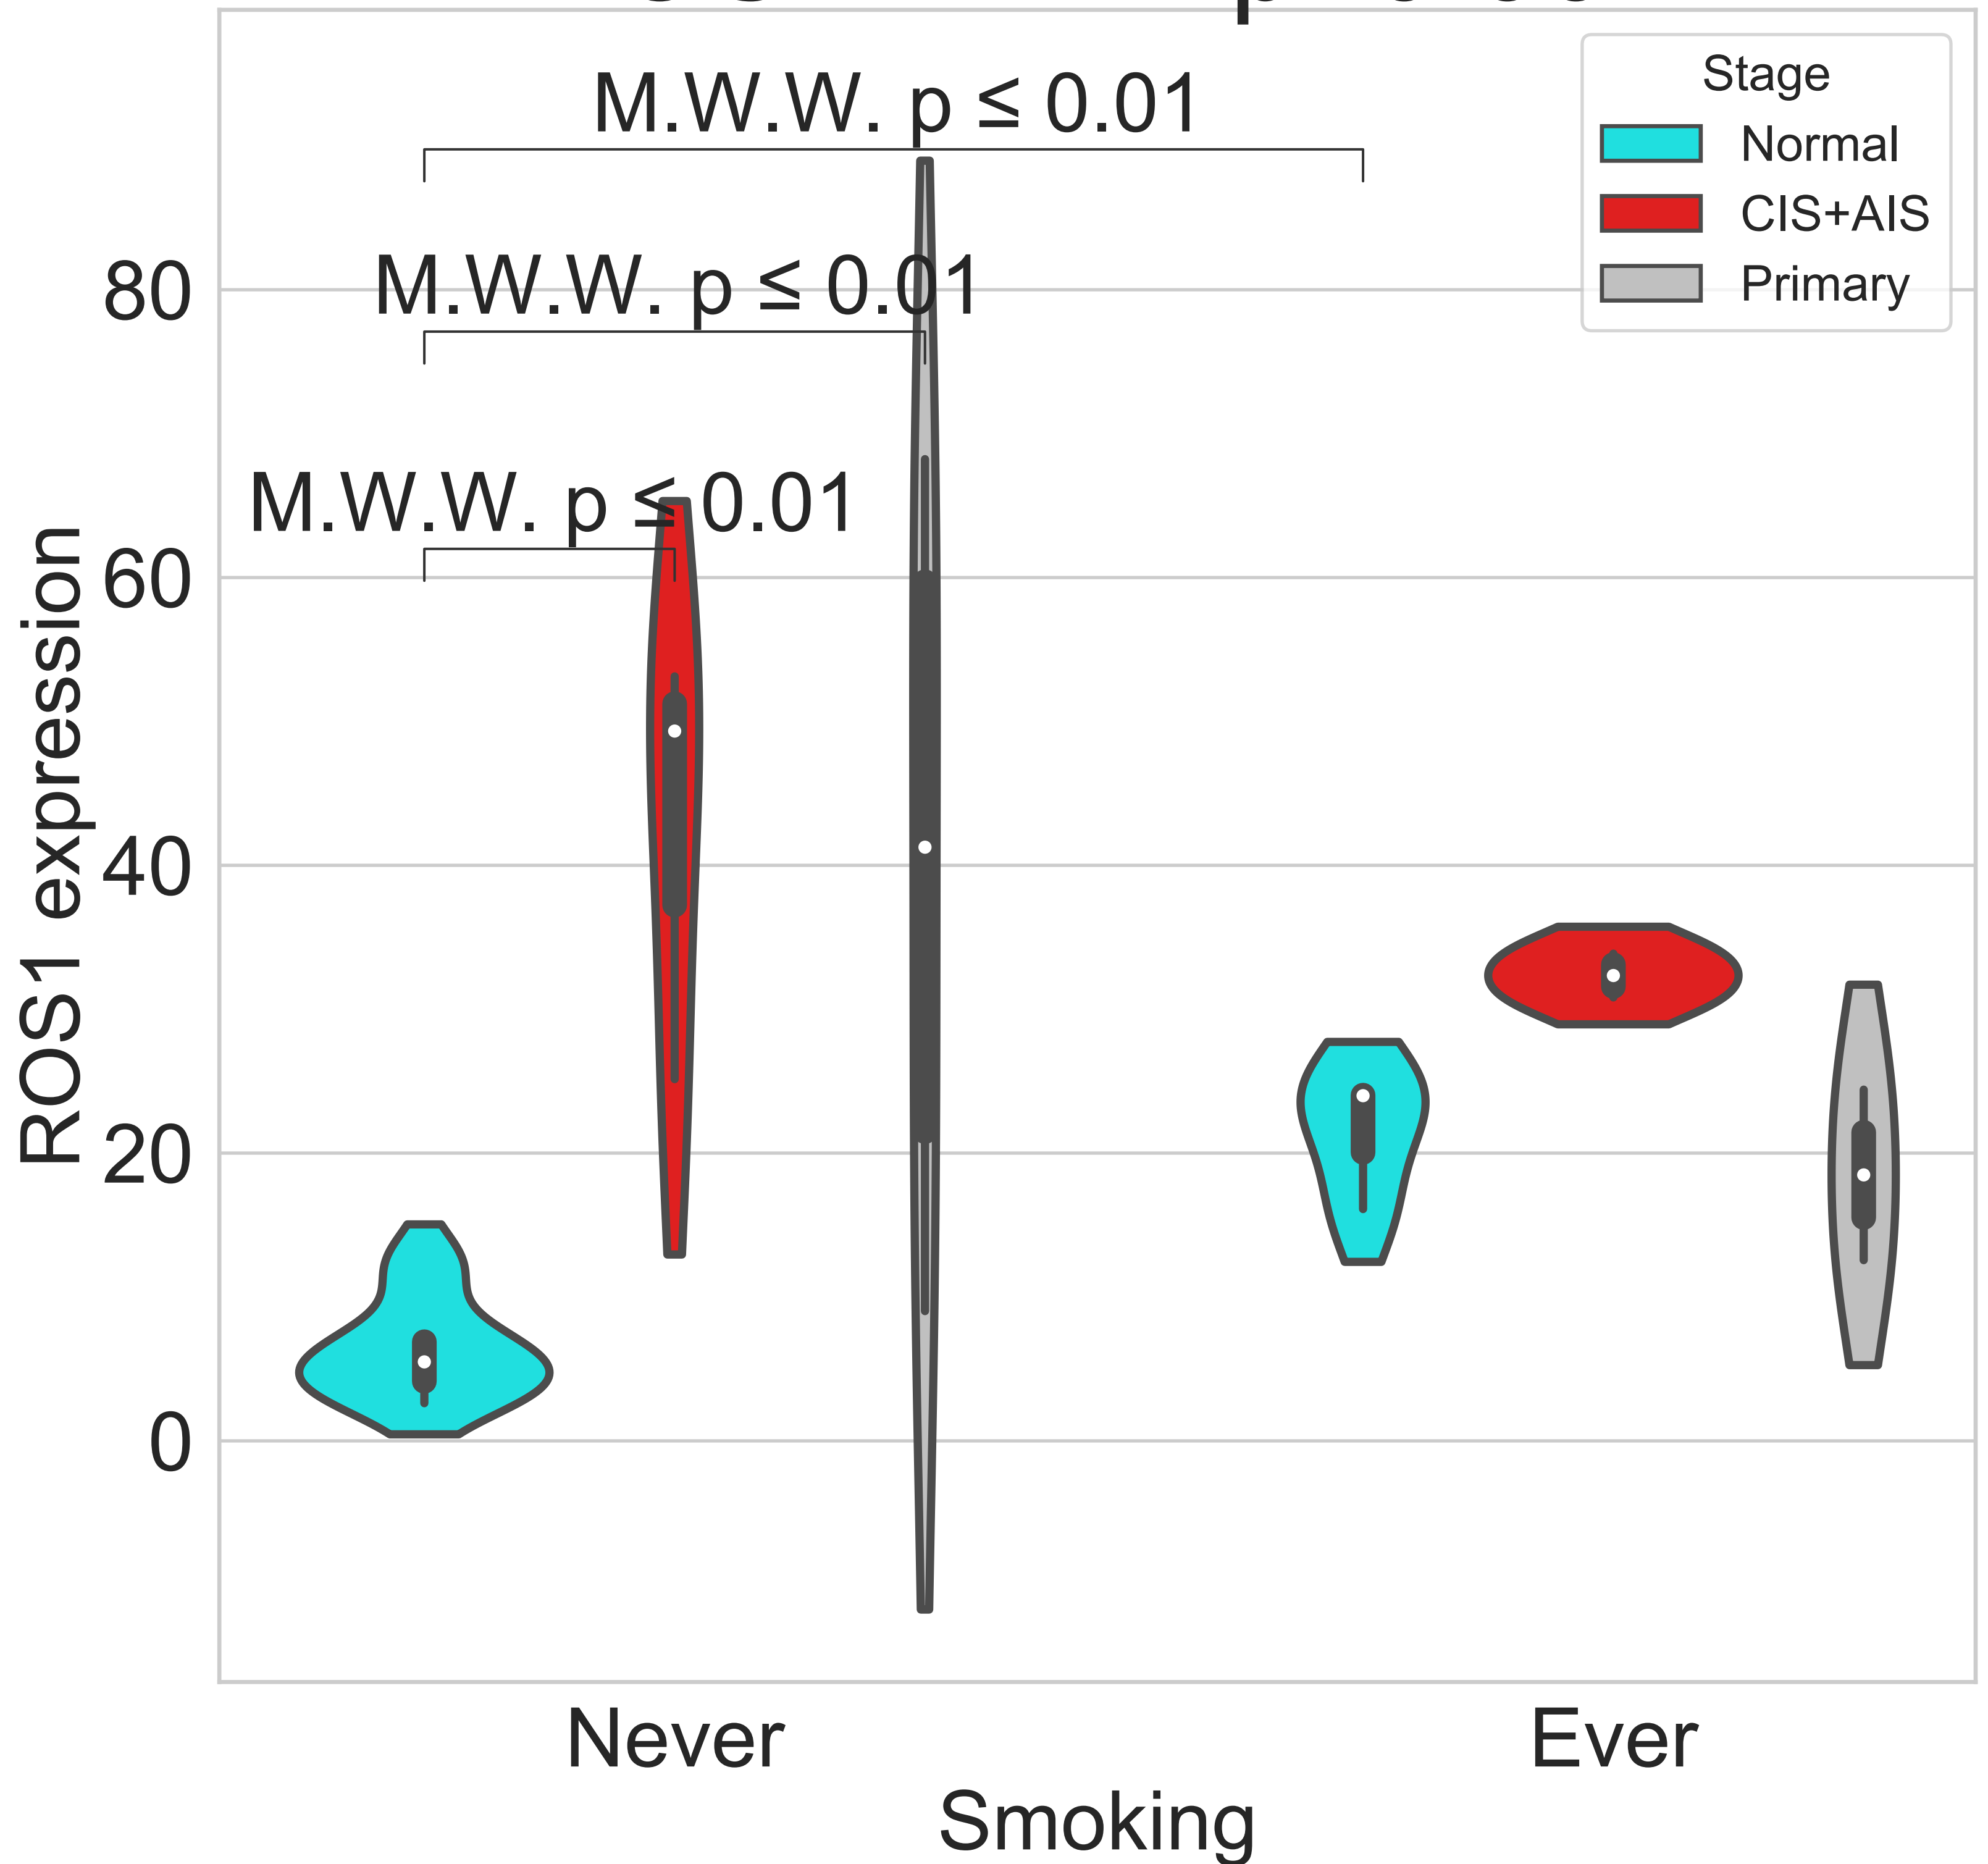 M.W.W. p ≤ 0.01
M.W.W. p ≤ 0.01
M.W.W. p ≤ 0.01
Stage
Normal
CIS+AIS
Primary
ROS1 expression
80
60
40
20
0
Never
Ever
Smoking